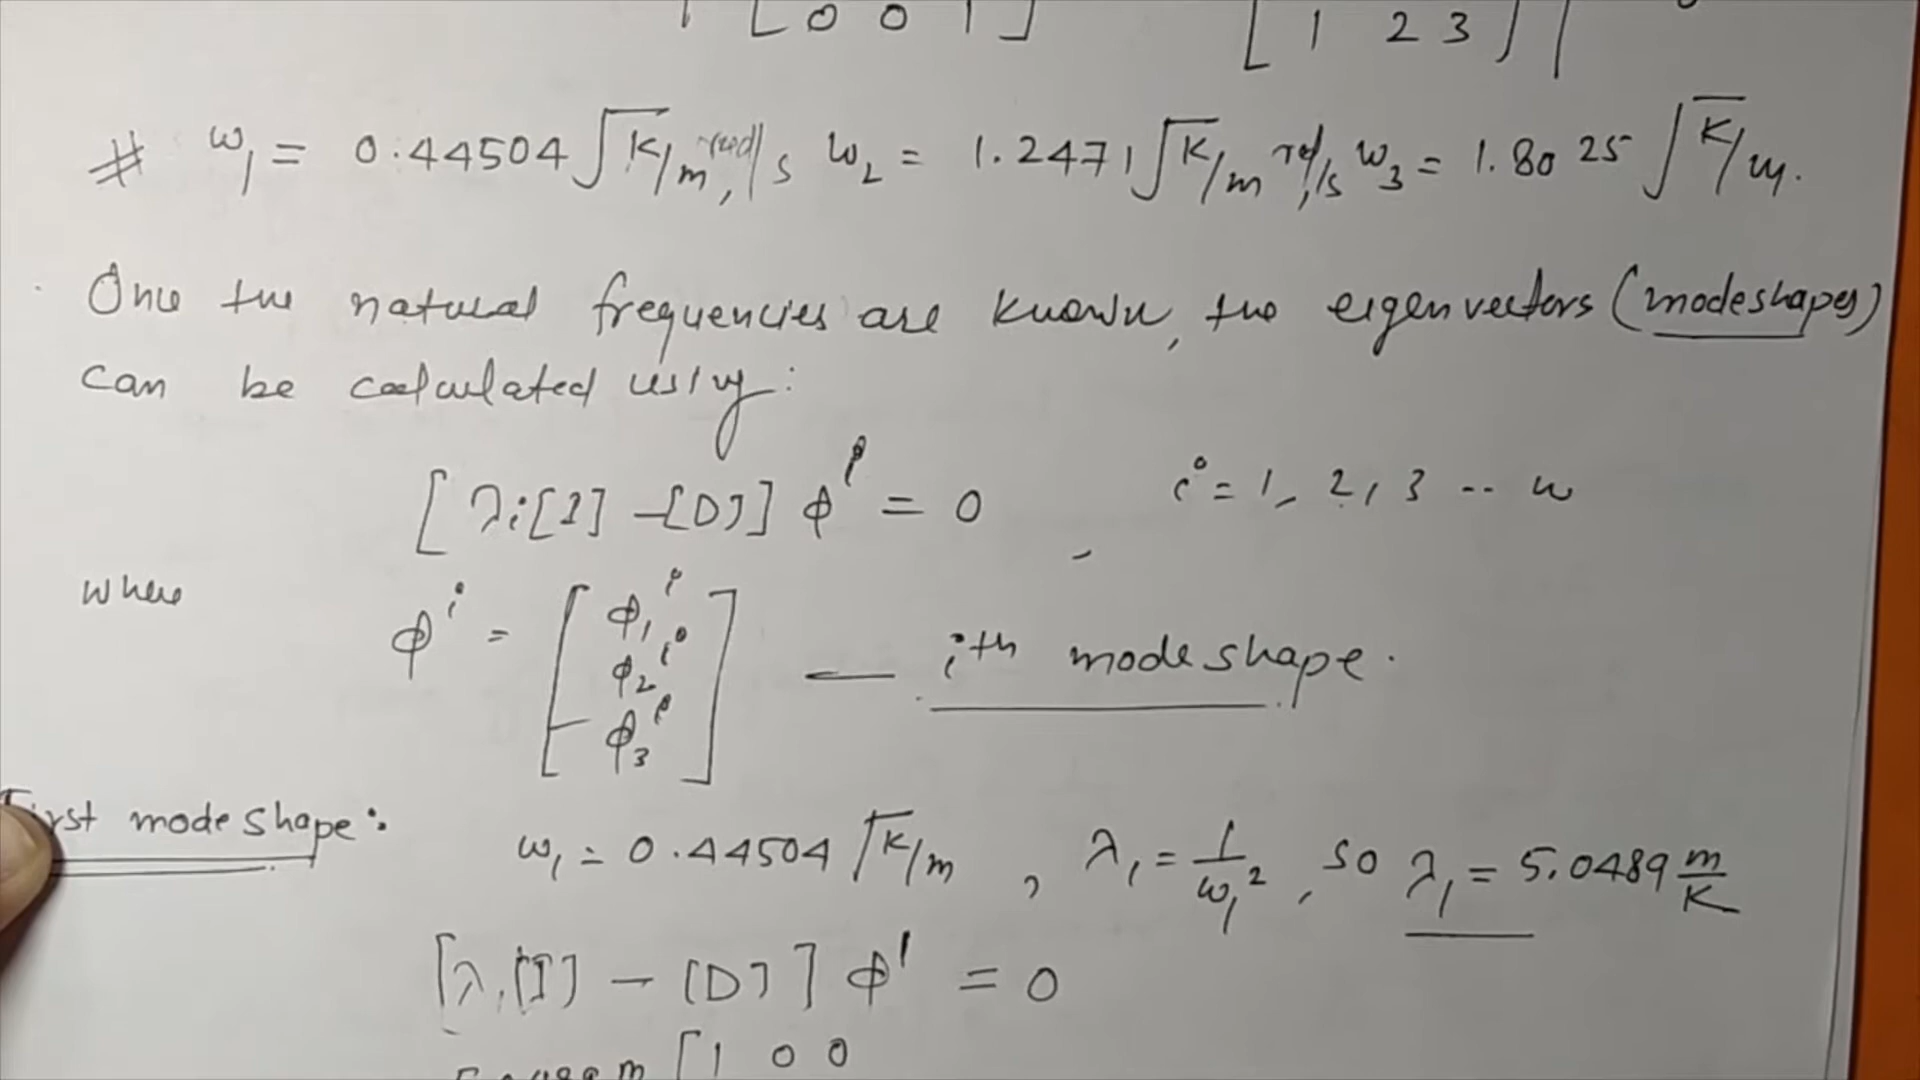 [ 0 0 1 ] [ 1 2 3 ] |
# ω₁ = 0.44504 √K/m rad/s, ω₂ = 1.2471 √K/m rad/s, ω₃ = 1.8025 √K/m.
Once the natural frequencies are known, the eigenvectors (modeshapes)
can be calculated using:
[ λi[I] - [D] ] ϕⁱ = 0 , i = 1, 2, 3 -- n
where
ϕⁱ = [ ϕ₁ⁱ
ϕ₂ⁱ
ϕ₃ⁱ ] — ith mode shape.
First mode shape:
ω₁ = 0.44504 √K/m , λ₁ = 1/ω₁² , so λ₁ = 5.0489 m/K
[λ₁[I] - [D] ] ϕ¹ = 0
[ 1 0 0